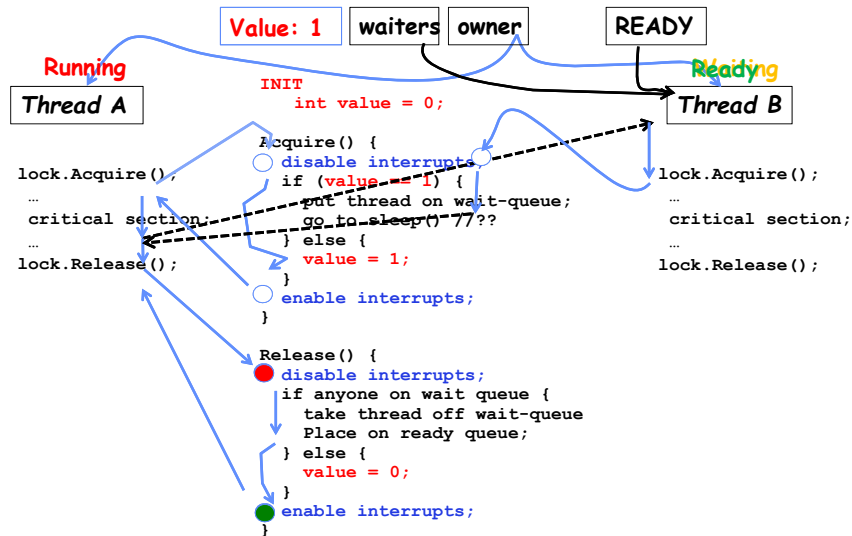 Value: 1 waiters owner READY
Running Ready Waiting
Thread A Thread B
INIT
int value = 0;
Acquire() {
disable interrupts;
if (value == 1) {
put thread on wait-queue;
go to sleep() //??
} else {
value = 1;
}
enable interrupts;
}
lock.Acquire();
…
critical section;
…
lock.Release();
lock.Acquire();
…
critical section;
…
lock.Release();
Release() {
disable interrupts;
if anyone on wait queue {
take thread off wait-queue
Place on ready queue;
} else {
value = 0;
}
enable interrupts;
}